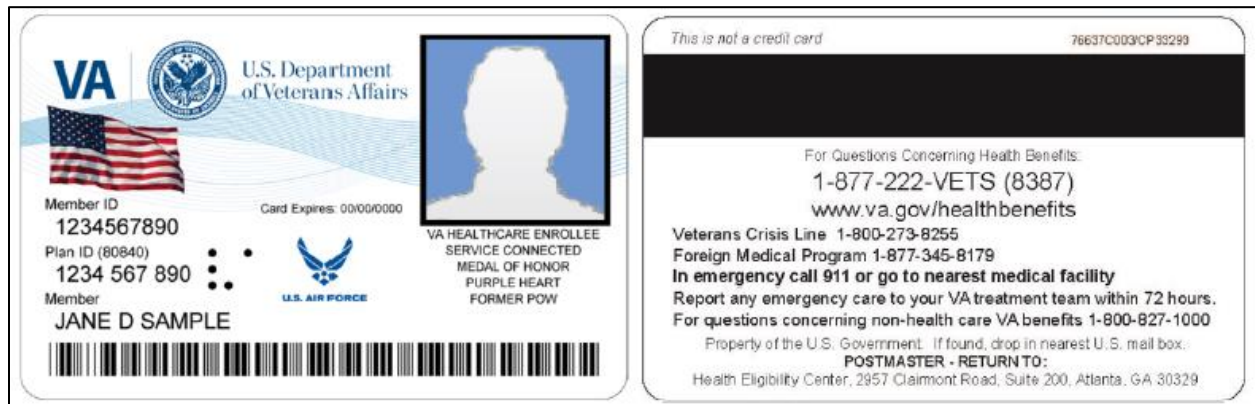 VA
U.S. Department
of Veterans Affairs
Member ID
1234567890
Card Expires: 00/00/0000
Plan ID (80840)
1234 567 890
Member
JANE D SAMPLE
U.S. AIR FORCE
VA HEALTHCARE ENROLLEE
SERVICE CONNECTED
MEDAL OF HONOR
PURPLE HEART
FORMER POW
This is not a credit card
76637C003/CP33293
For Questions Concerning Health Benefits:
1-877-222-VETS (8387)
www.va.gov/healthbenefits
Veterans Crisis Line 1-800-273-8255
Foreign Medical Program 1-877-345-8179
In emergency call 911 or go to nearest medical facility
Report any emergency care to your VA treatment team within 72 hours.
For questions concerning non-health care VA benefits 1-800-827-1000
Property of the U.S. Government. If found, drop in nearest U.S. mail box.
POSTMASTER - RETURN TO:
Health Eligibility Center, 2957 Clairmont Road, Suite 200, Atlanta, GA 30329